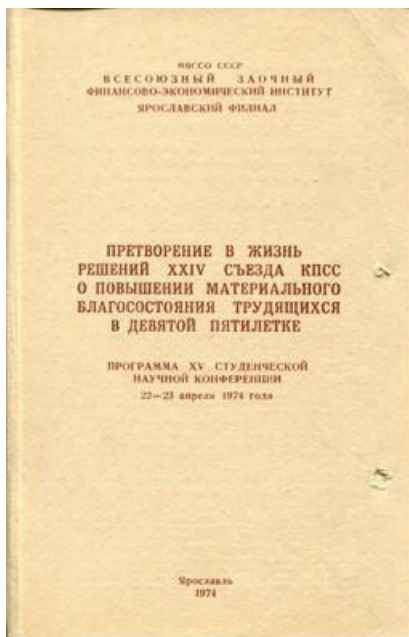 МВССО СССР
ВСЕСОЮЗНЫЙ ЗАОЧНЫЙ
ФИНАНСОВО-ЭКОНОМИЧЕСКИЙ ИНСТИТУТ
ЯРОСЛАВСКИЙ ФИЛИАЛ
ПРЕТВОРЕНИЕ В ЖИЗНЬ
РЕШЕНИЙ XXIV СЪЕЗДА КПСС
О ПОВЫШЕНИИ МАТЕРИАЛЬНОГО
БЛАГОСОСТОЯНИЯ ТРУДЯЩИХСЯ
В ДЕВЯТОЙ ПЯТИЛЕТКЕ
ПРОГРАММА XV СТУДЕНЧЕСКОЙ
НАУЧНОЙ КОНФЕРЕНЦИИ
22—23 апреля 1974 года
Ярославль
1974